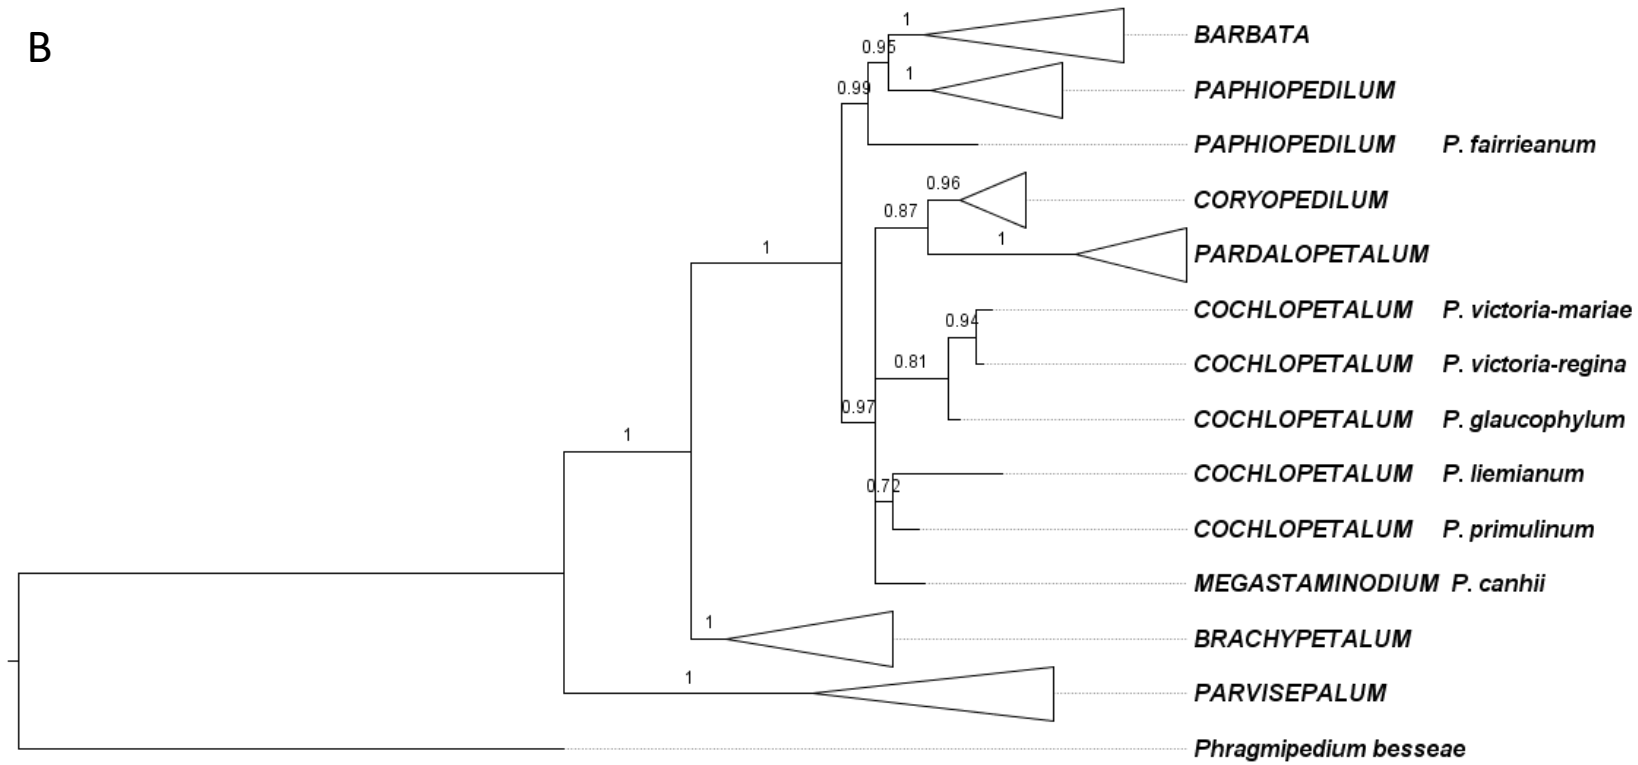 B
1
BARBATA
0.95
1
PAPHIOPEDILUM
0.99
PAPHIOPEDILUM P. fairrieanum
0.96
CORYOPEDILUM
0.87
1
PARDALOPETALUM
1
COCHLOPETALUM P. victoria-mariae
0.94
COCHLOPETALUM P. victoria-regina
0.81
0.97
COCHLOPETALUM P. glaucophylum
1
COCHLOPETALUM P. liemianum
0.72
COCHLOPETALUM P. primulinum
MEGASTAMINODIUM P. canhii
1
BRACHYPETALUM
1
PARVISEPALUM
Phragmipedium besseae